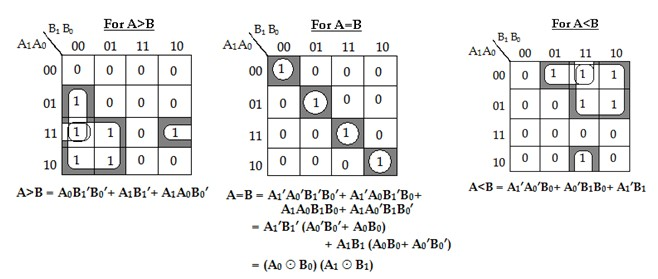 For A>B
B₁ B₀
A₁A₀
00 01 11 10
00 0 0 0 0
01 1 0 0 0
11 1 1 0 1
10 1 1 0 0
A>B = A₀B₁′B₀′+ A₁B₁′+ A₁A₀B₀′
For A=B
B₁ B₀
A₁A₀
00 01 11 10
00 1 0 0 0
01 0 1 0 0
11 0 0 1 0
10 0 0 0 1
A=B = A₁′A₀′B₁′B₀′+ A₁′A₀B₁′B₀+
A₁A₀B₁B₀+ A₁A₀′B₁B₀′
= A₁′B₁′ (A₀′B₀′+ A₀B₀)
+ A₁B₁ (A₀B₀+ A₀′B₀′)
= (A₀ ⊙ B₀) (A₁ ⊙ B₁)
For A<B
B₁ B₀
A₁A₀
00 01 11 10
00 0 1 1 1
01 0 0 1 1
11 0 0 0 0
10 0 0 1 0
A<B = A₁′A₀′B₀+ A₀′B₁B₀+ A₁′B₁